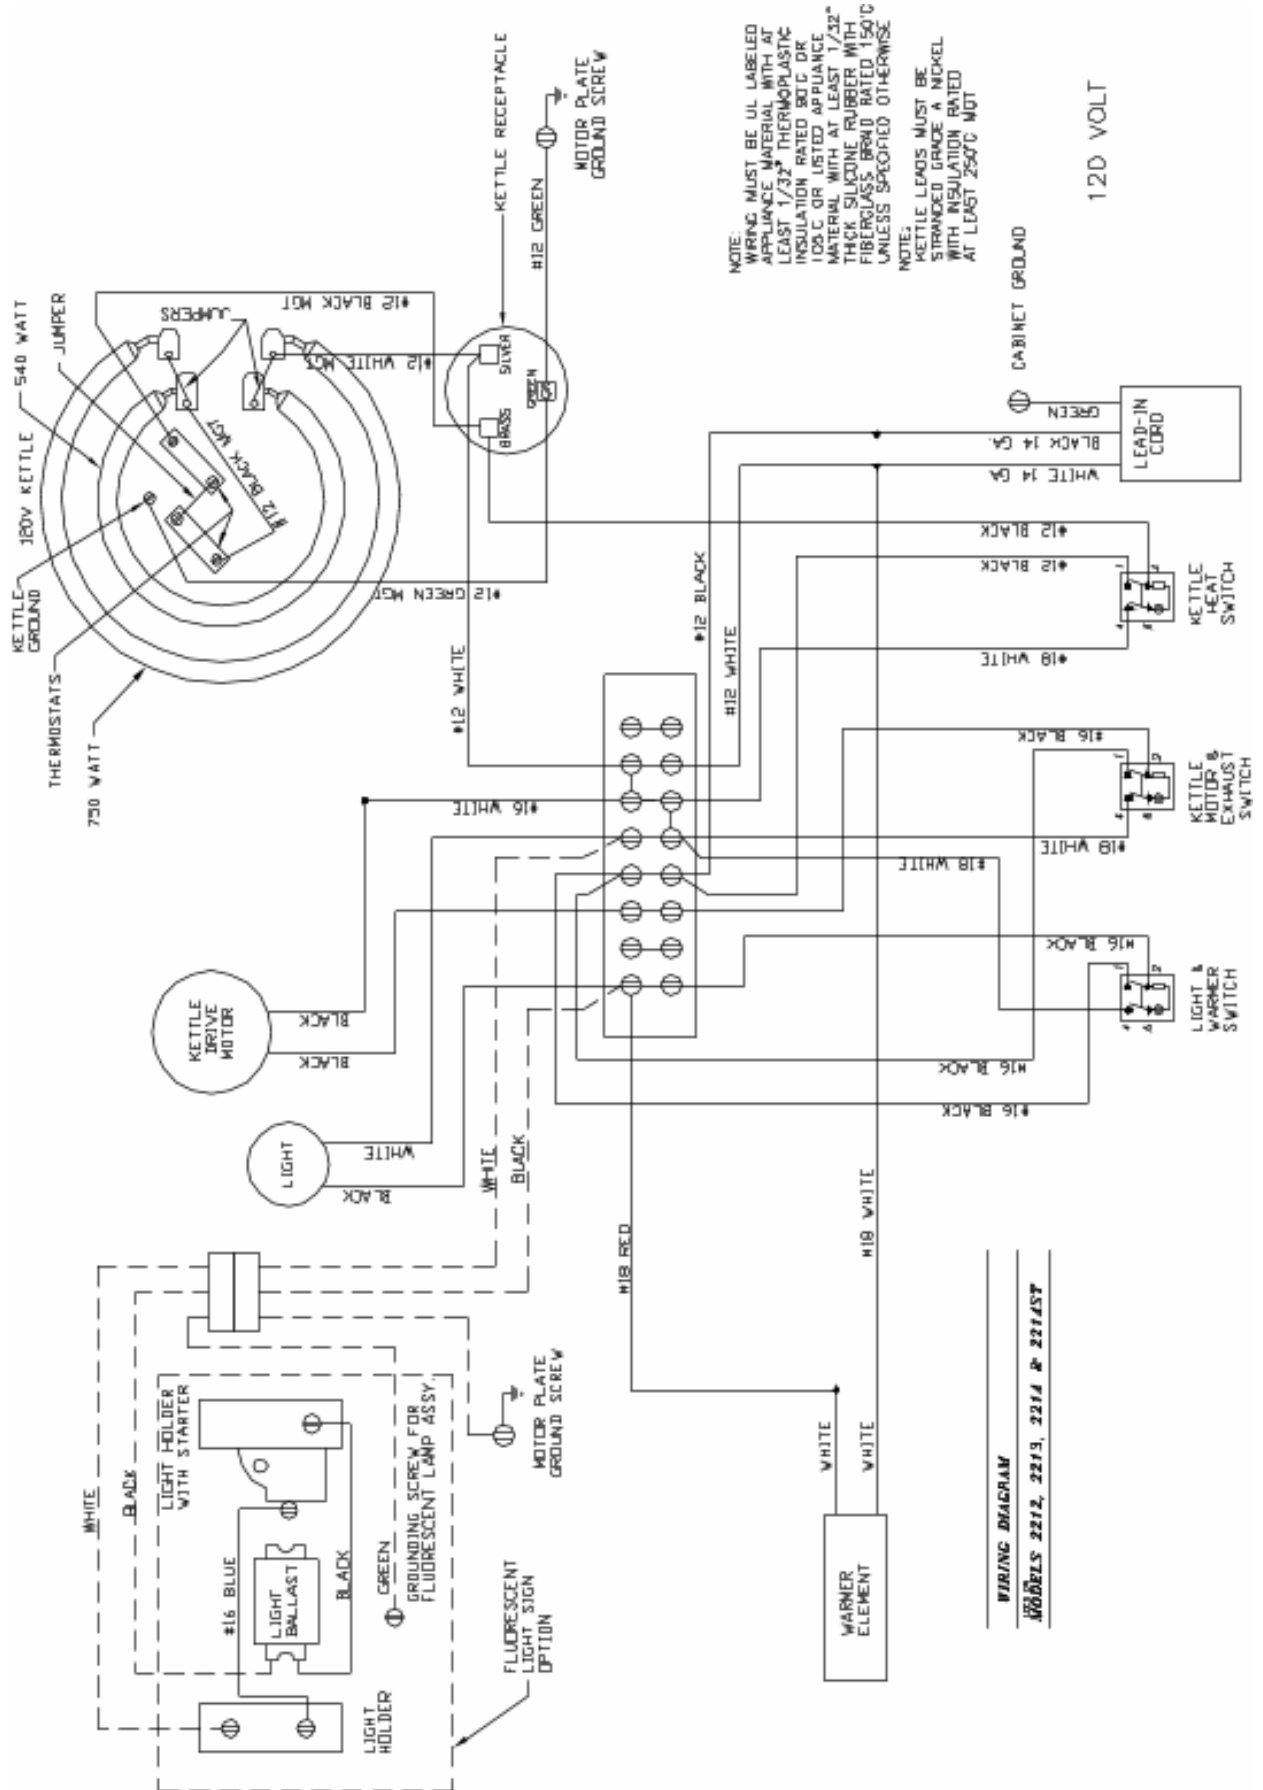 120V KETTLE
540 WATT
JUMPER
KETTLE
GROUND
THERMOSTATS
750 WATT
JUMPERS
#12 BLACK MGT
#12 BLACK MGT
#12 WHITE MGT
#12 GREEN MGT
BRASS
SILVER
GREEN
KETTLE RECEPTACLE
#12 GREEN
MOTOR PLATE
GROUND SCREW
NOTE:
WIRING MUST BE UL LABELED
APPLIANCE MATERIAL WITH AT
LEAST 1/32" THERMOPLASTIC
INSULATION RATED 90°C OR
105°C OR LISTED APPLIANCE
MATERIAL WITH AT LEAST 1/32"
THICK SILICONE RUBBER WITH
FIBERGLASS BRAID RATED 150°C
UNLESS SPECIFIED OTHERWISE
NOTE:
KETTLE LEADS MUST BE
STRANDED GRADE A NICKEL
WITH INSULATION RATED
AT LEAST 250°C MGT
120 VOLT
CABINET GROUND
GREEN
BLACK 14 GA.
WHITE 14 GA
LEAD-IN
CORD
#12 WHITE
#12 BLACK
#12 WHITE
#12 BLACK
#12 BLACK
#18 WHITE
KETTLE
HEAT
SWITCH
KETTLE
DRIVE
MOTOR
BLACK
BLACK
#16 WHITE
#16 BLACK
#18 WHITE
KETTLE
MOTOR &
EXHAUST
SWITCH
#18 WHITE
#16 BLACK
LIGHT &
WARMER
SWITCH
#16 BLACK
#16 BLACK
LIGHT
WHITE
BLACK
WHITE
BLACK
#18 RED
#18 WHITE
WHITE
BLACK
LIGHT HOLDER
WITH STARTER
#16 BLUE
LIGHT
BALLAST
BLACK
GREEN
GROUNDING SCREW FOR
FLUORESCENT LAMP ASSY.
LIGHT
HOLDER
MOTOR PLATE
GROUND SCREW
FLUORESCENT
LIGHT SIGN
OPTION
WHITE
WHITE
WARMER
ELEMENT
WIRING DIAGRAM
MODELS 2212, 2213, 2214 & 2214ST